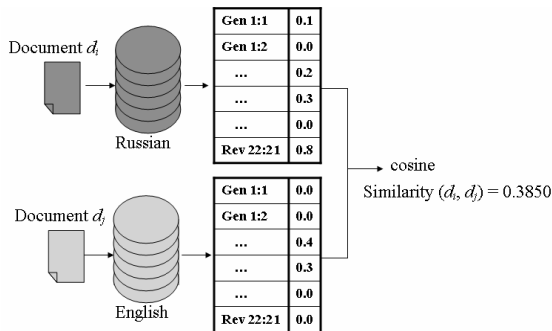 Document di
Russian
Gen 1:1 0.1
Gen 1:2 0.0
... 0.2
... 0.3
... 0.0
Rev 22:21 0.8
Document dj
English
Gen 1:1 0.0
Gen 1:2 0.0
... 0.4
... 0.3
... 0.0
Rev 22:21 0.0
cosine
Similarity (di, dj) = 0.3850